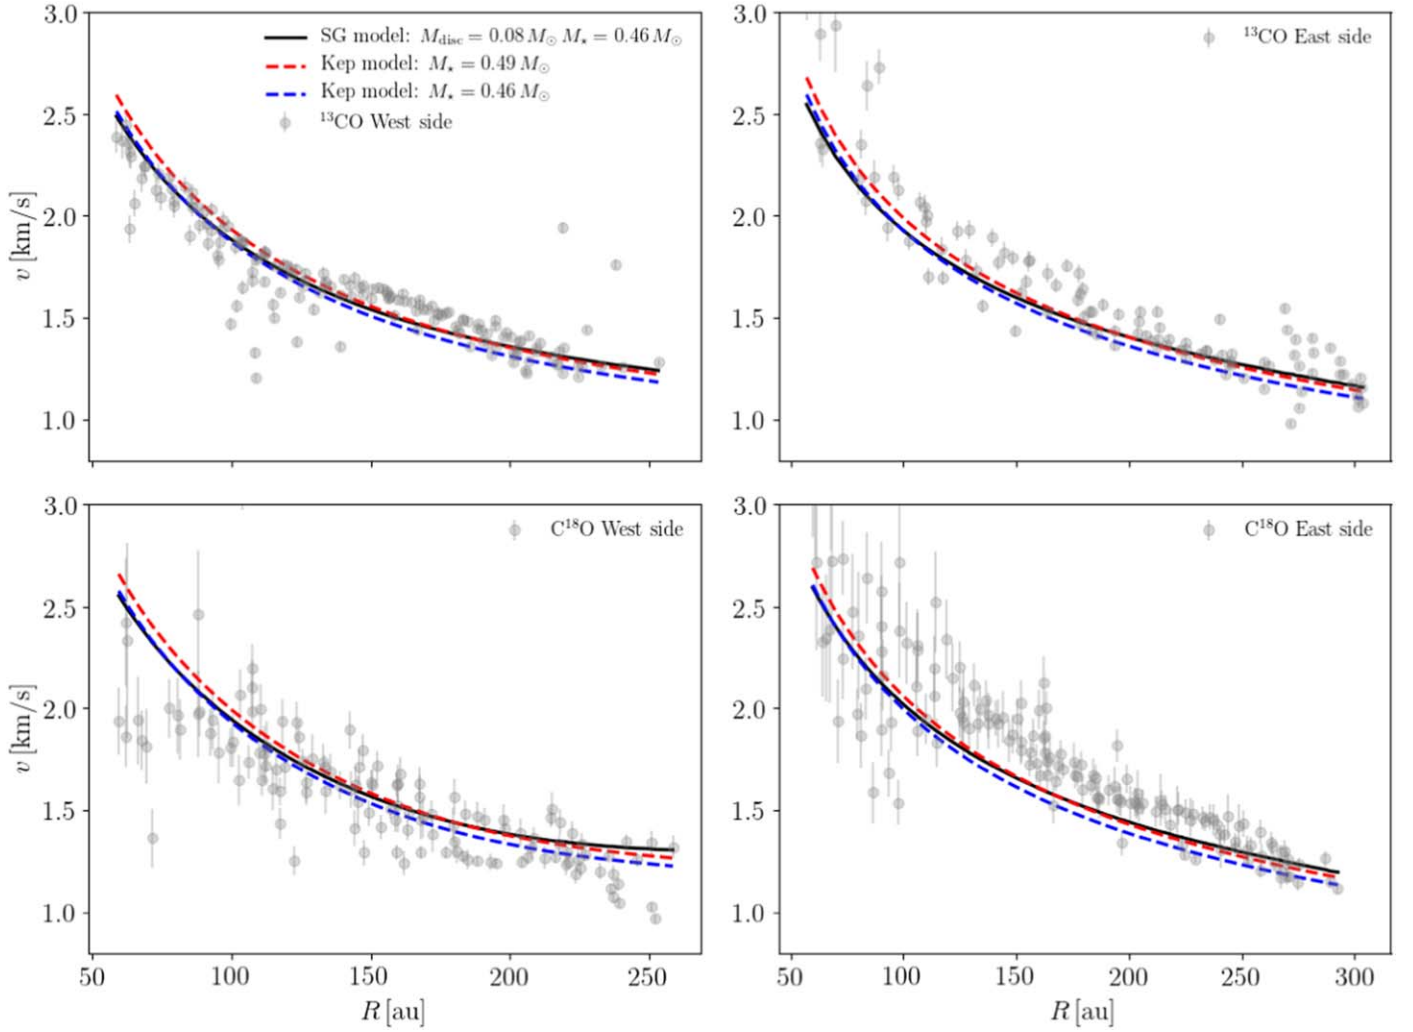 3.0
2.5
2.0
1.5
1.0
v [km/s]
SG model: M_disc = 0.08 M_⊙ M_⋆ = 0.46 M_⊙
Kep model: M_⋆ = 0.49 M_⊙
Kep model: M_⋆ = 0.46 M_⊙
¹³CO West side
3.0
2.5
2.0
1.5
1.0
¹³CO East side
3.0
2.5
2.0
1.5
1.0
v [km/s]
C¹⁸O West side
50 100 150 200 250
R [au]
3.0
2.5
2.0
1.5
1.0
C¹⁸O East side
50 100 150 200 250 300
R [au]